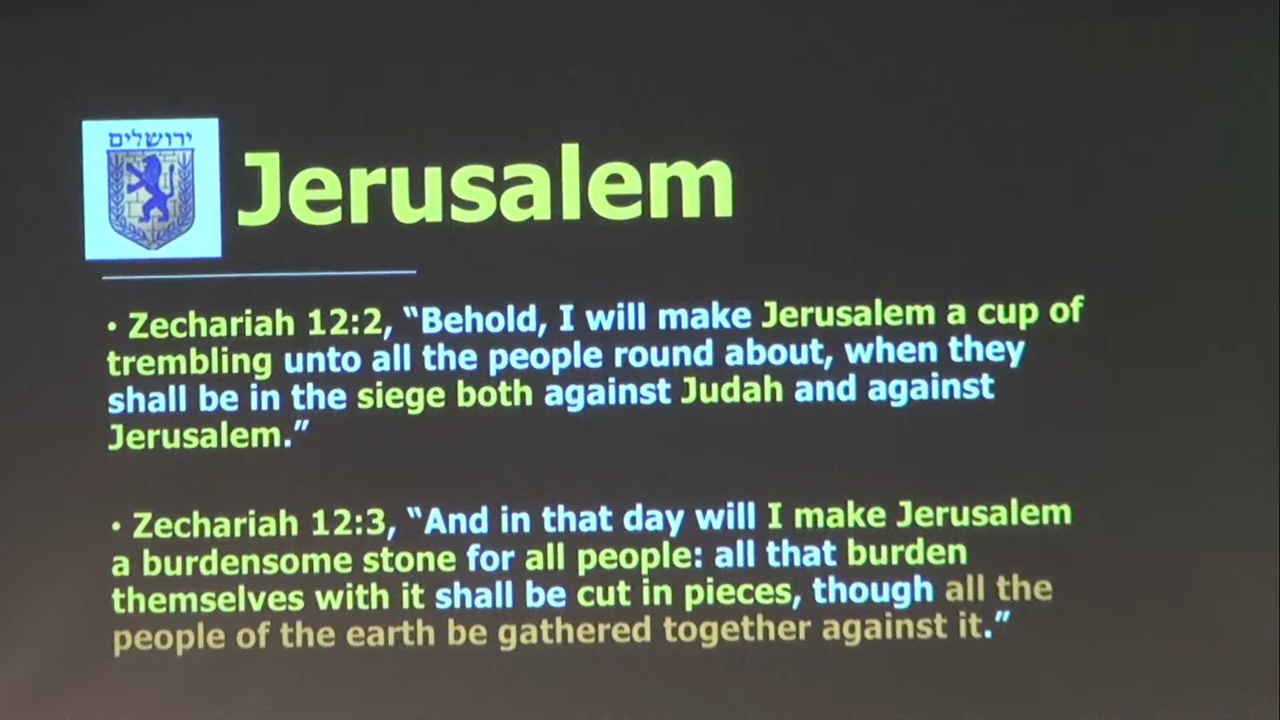 ירושלים
Jerusalem
• Zechariah 12:2, “Behold, I will make Jerusalem a cup of
trembling unto all the people round about, when they
shall be in the siege both against Judah and against
Jerusalem.”
• Zechariah 12:3, “And in that day will I make Jerusalem
a burdensome stone for all people: all that burden
themselves with it shall be cut in pieces, though all the
people of the earth be gathered together against it.”